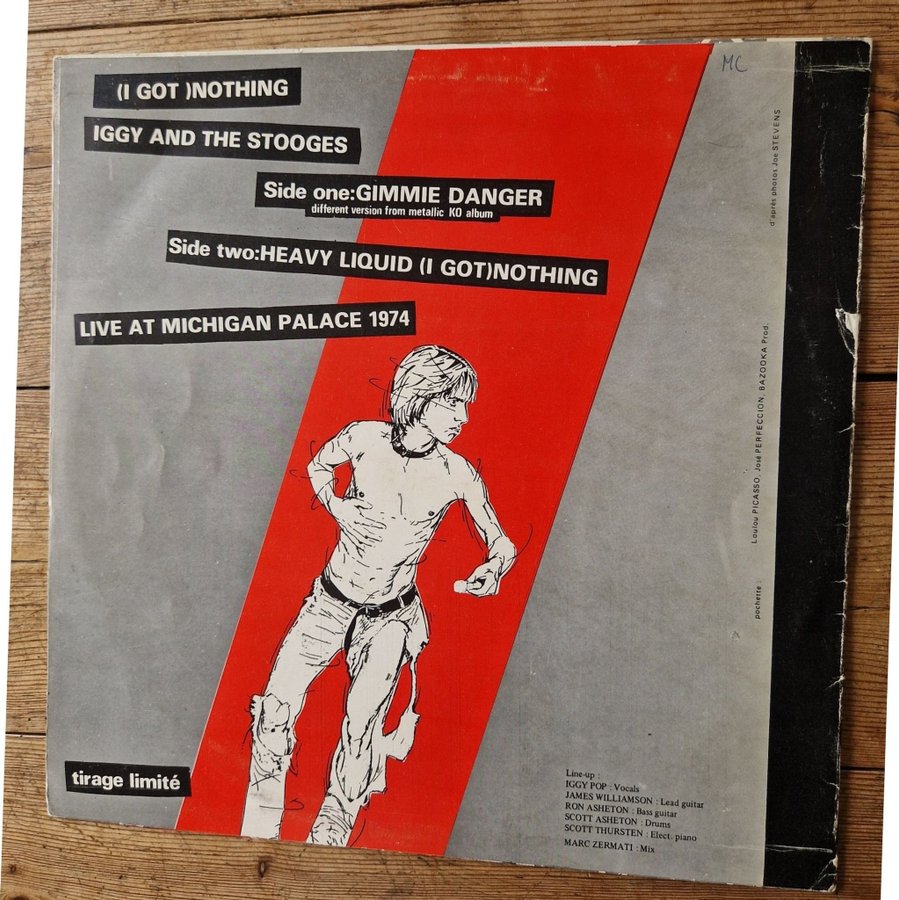 (I GOT )NOTHING
IGGY AND THE STOOGES
Side one:GIMMIE DANGER
different version from metallic KO album
Side two:HEAVY LIQUID (I GOT)NOTHING
LIVE AT MICHIGAN PALACE 1974
tirage limité
Line-up :
IGGY POP : Vocals
JAMES WILLIAMSON : Lead guitar
RON ASHETON : Bass guitar
SCOTT ASHETON : Drums
SCOTT THURSTEN : Elect. piano
MARC ZERMATI : Mix
MC
pochette : Loulou PICASSO, José PERFECCION, BAZOOKA Prod.
d'après photos Joe STEVENS